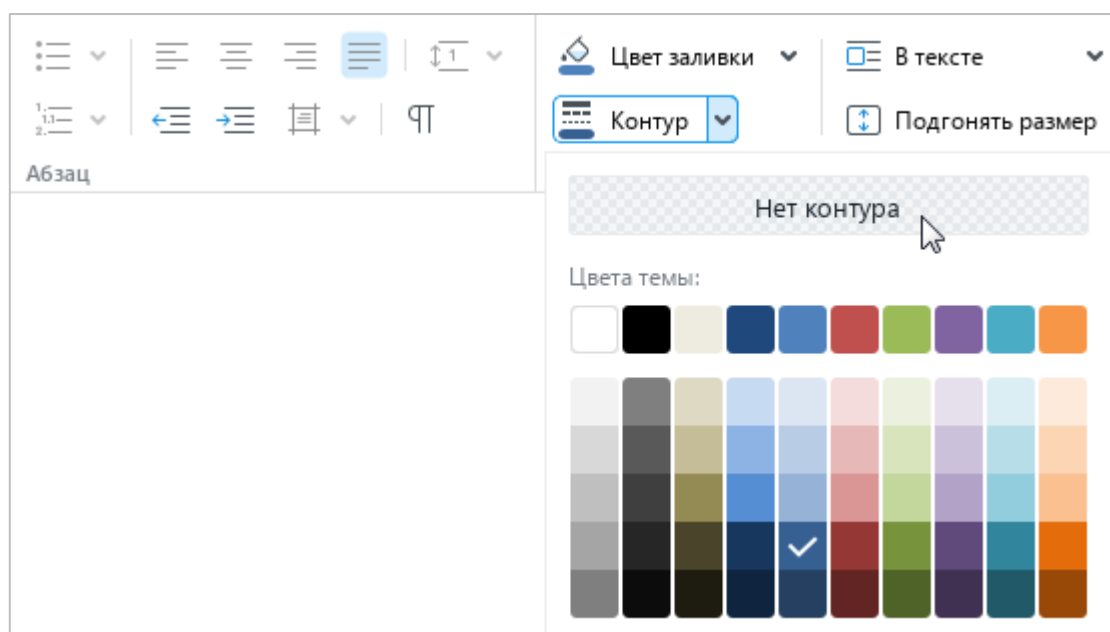 Цвет заливки
В тексте
Контур
Подгонять размер
Абзац
Нет контура
Цвета темы: